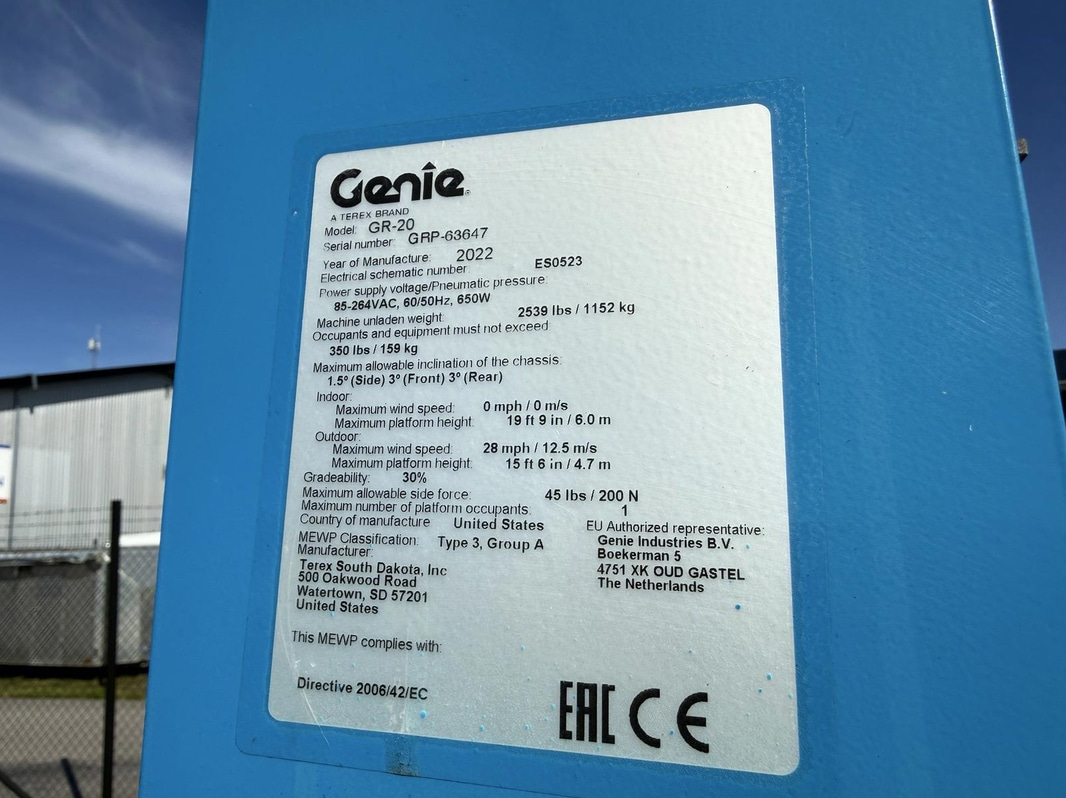 Genie
A TEREX BRAND
Model: GR-20
Serial number: GRP-63647
Year of Manufacture: 2022
Electrical schematic number: ES0523
Power supply voltage/Pneumatic pressure:
85-264VAC, 60/50Hz, 650W
Machine unladen weight: 2539 lbs / 1152 kg
Occupants and equipment must not exceed
350 lbs / 159 kg
Maximum allowable inclination of the chassis:
1.5º (Side) 3º (Front) 3º (Rear)
Indoor:
Maximum wind speed: 0 mph / 0 m/s
Maximum platform height: 19 ft 9 in / 6.0 m
Outdoor:
Maximum wind speed: 28 mph / 12.5 m/s
Maximum platform height: 15 ft 6 in / 4.7 m
Gradeability: 30%
Maximum allowable side force: 45 lbs / 200 N
Maximum number of platform occupants: 1
Country of manufacture United States
MEWP Classification: Type 3, Group A
Manufacturer:
Terex South Dakota, Inc
500 Oakwood Road
Watertown, SD 57201
United States
EU Authorized representative:
Genie Industries B.V.
Boekerman 5
4751 XK OUD GASTEL
The Netherlands
This MEWP complies with:
Directive 2006/42/EC
EAC CE